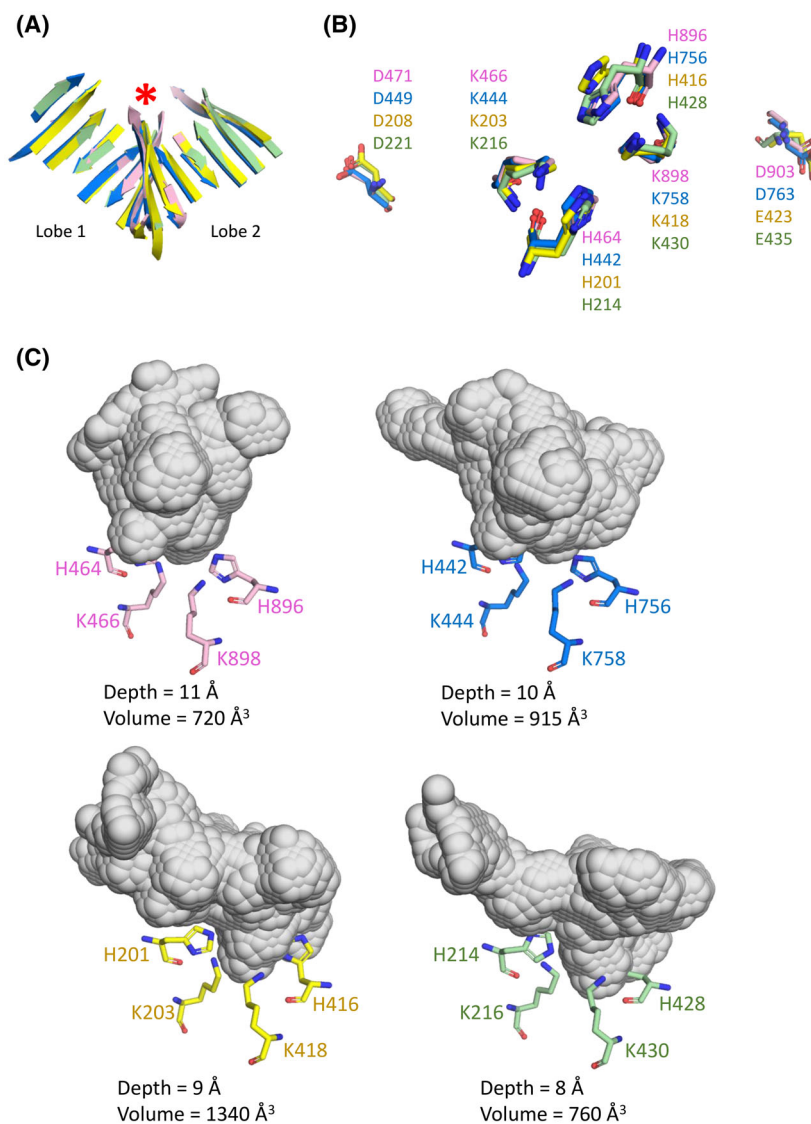 (A)
*
Lobe 1
Lobe 2
(B)
D471
D449
D208
D221
K466
K444
K203
K216
H896
H756
H416
H428
K898
K758
K418
K430
H464
H442
H201
H214
D903
D763
E423
E435
(C)
H464
K466
H896
K898
Depth = 11 Å
Volume = 720 Å³
H442
K444
H756
K758
Depth = 10 Å
Volume = 915 Å³
H201
K203
H416
K418
Depth = 9 Å
Volume = 1340 Å³
H214
K216
H428
K430
Depth = 8 Å
Volume = 760 Å³